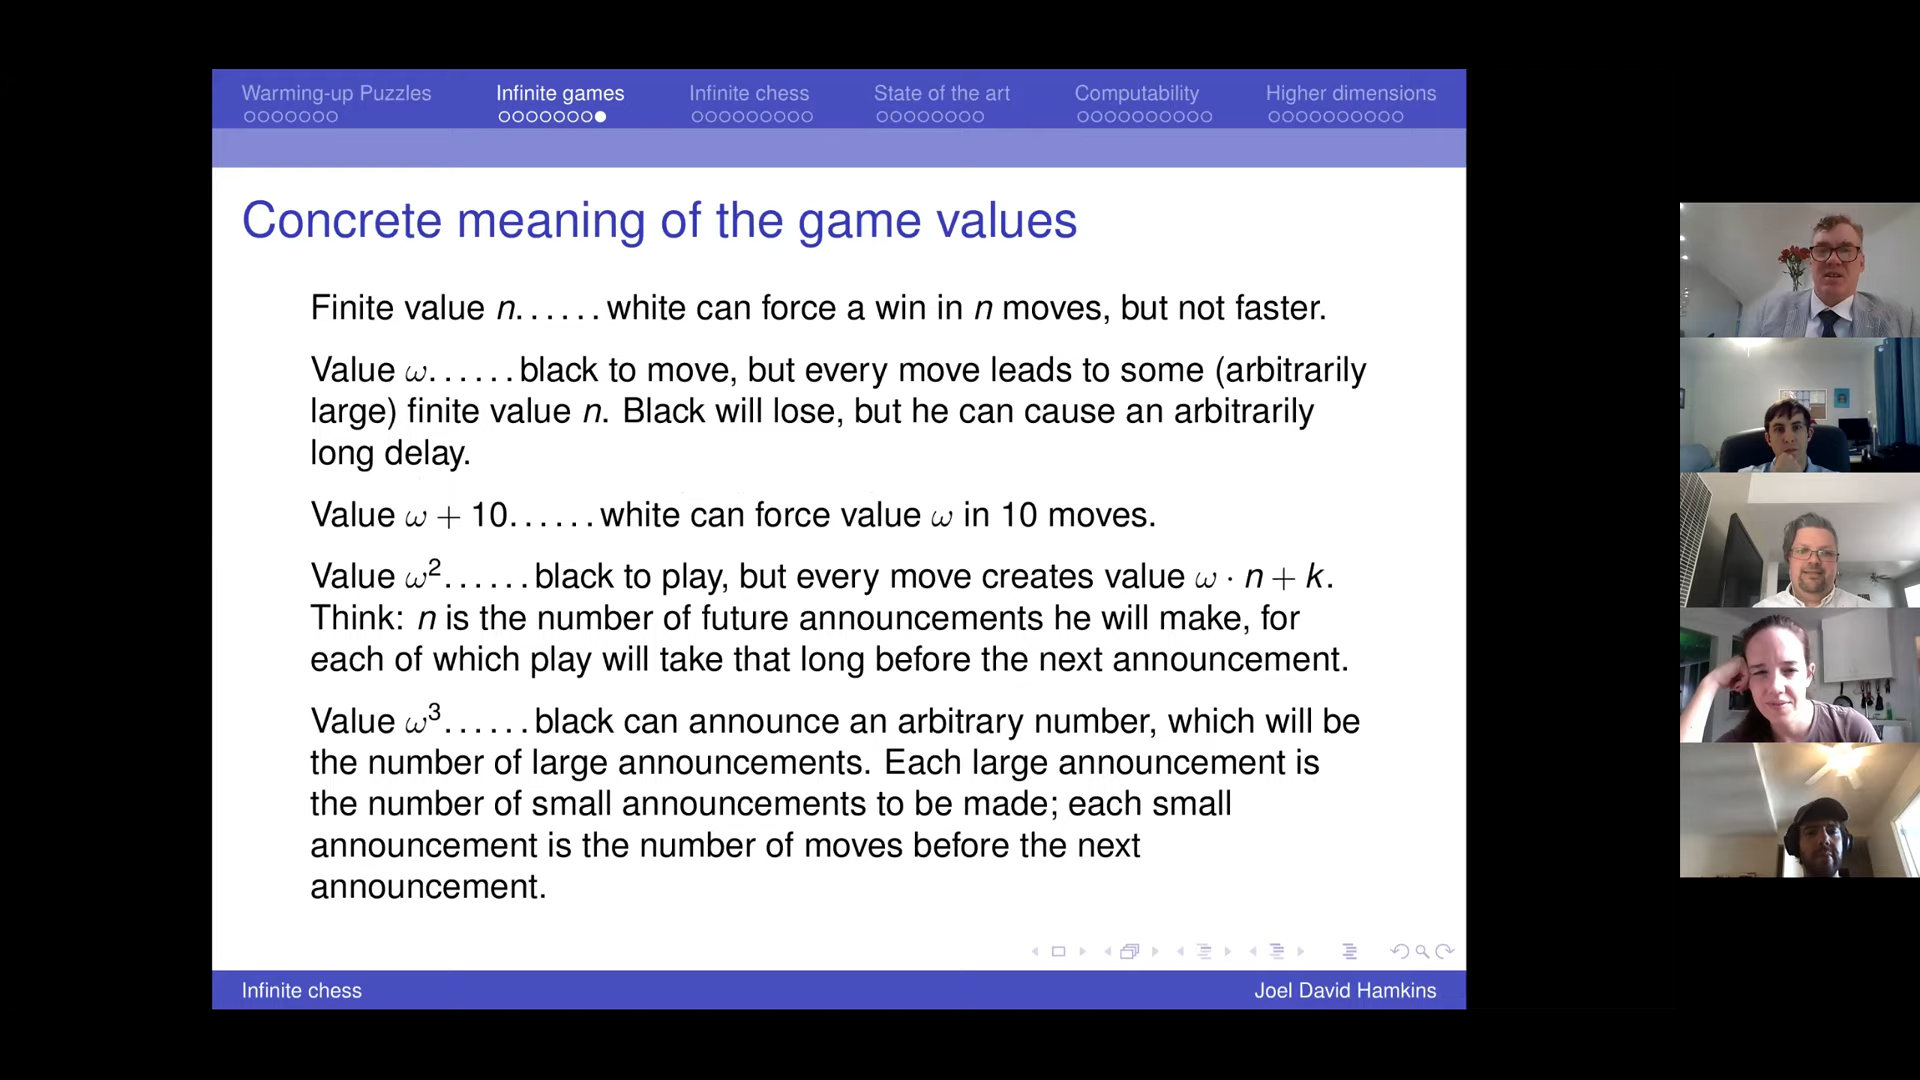 Warming-up Puzzles Infinite games Infinite chess State of the art Computability Higher dimensions
Concrete meaning of the game values
Finite value n......white can force a win in n moves, but not faster.
Value ω......black to move, but every move leads to some (arbitrarily
large) finite value n. Black will lose, but he can cause an arbitrarily
long delay.
Value ω + 10......white can force value ω in 10 moves.
Value ω²......black to play, but every move creates value ω · n + k.
Think: n is the number of future announcements he will make, for
each of which play will take that long before the next announcement.
Value ω³......black can announce an arbitrary number, which will be
the number of large announcements. Each large announcement is
the number of small announcements to be made; each small
announcement is the number of moves before the next
announcement.
Infinite chess Joel David Hamkins